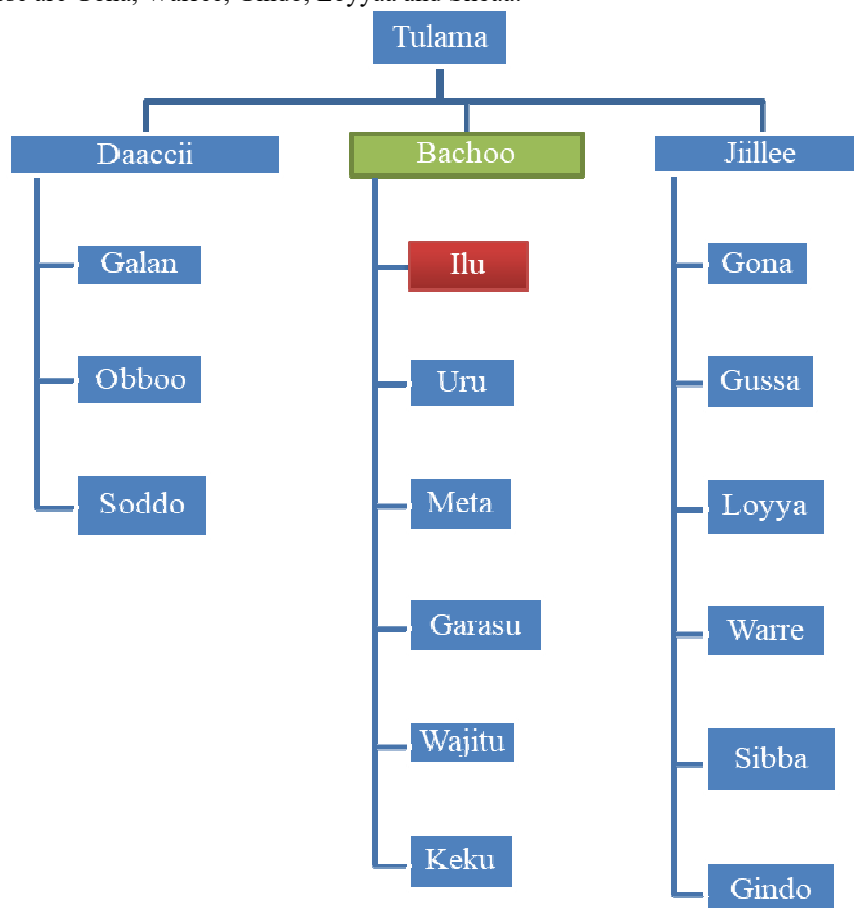 Tulama
Daaccii
Bachoo
Jiillee
Galan
Obboo
Soddo
Ilu
Uru
Meta
Garasu
Wajitu
Keku
Gona
Gussa
Loyya
Warre
Sibba
Gindo